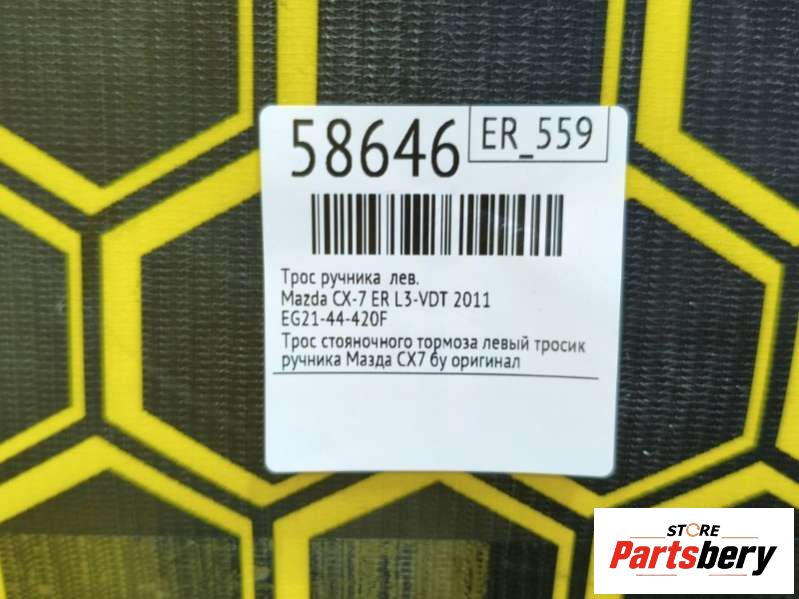 58646
ER_559
Трос ручника лев.
Mazda CX-7 ER L3-VDT 2011
EG21-44-420F
Трос стояночного тормоза левый тросик
ручника Мазда СХ7 бу оригинал
STORE
Partsbery